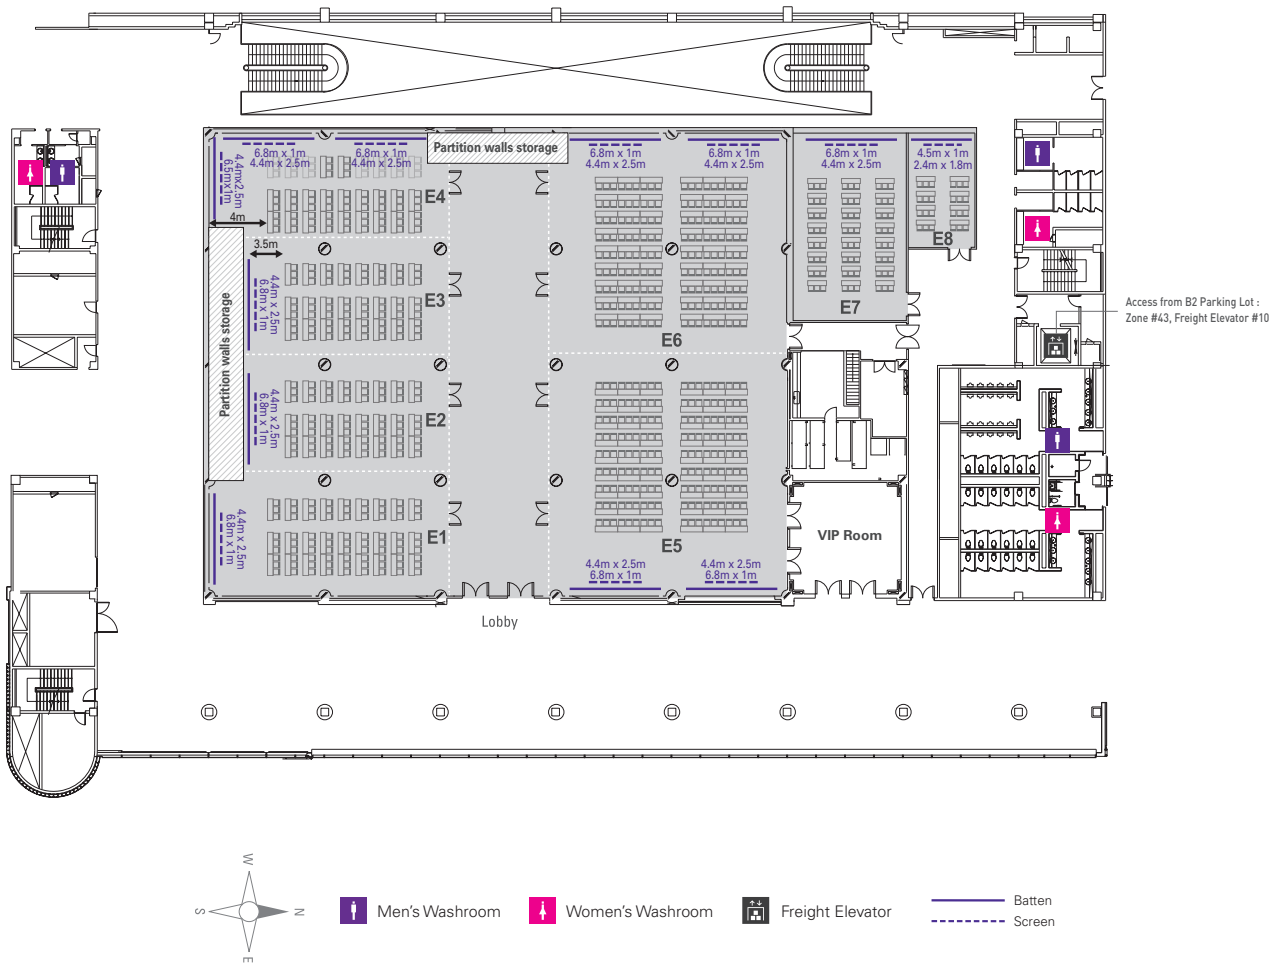 Partition walls storage
6.8m x 1m
4.4m x 2.5m
6.8m x 1m
4.4m x 2.5m
6.8m x 1m
4.4m x 2.5m
6.8m x 1m
4.4m x 2.5m
6.8m x 1m
4.4m x 2.5m
4.5m x 1m
2.4m x 1.8m
4.4mx2.5m
6.5mx1m
E4
4m
3.5m
E8
Partition walls storage
4.4m x 2.5m
6.8m x 1m
E3
E7
E6
Access from B2 Parking Lot :
Zone #43, Freight Elevator #10
4.4m x 2.5m
6.8m x 1m
E2
4.4m x 2.5m
6.8m x 1m
E1
E5
VIP Room
4.4m x 2.5m
6.8m x 1m
4.4m x 2.5m
6.8m x 1m
Lobby
W
S
N
E
Men's Washroom
Women's Washroom
Freight Elevator
Batten
Screen